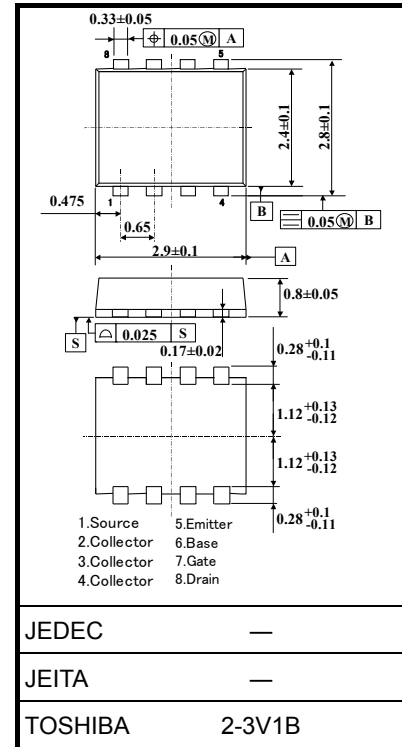 0.33±0.05
0.05 Ⓜ A
8 5
2.4±0.1
2.8±0.1
0.475
1 4
B
0.05 Ⓜ B
0.65
2.9±0.1
A
0.8±0.05
S
0.025 S
0.17±0.02
0.28 +0.1 -0.11
1.12 +0.13 -0.12
1.12 +0.13 -0.12
0.28 +0.1 -0.11
1.Source 5.Emitter
2.Collector 6.Base
3.Collector 7.Gate
4.Collector 8.Drain
JEDEC —
JEITA —
TOSHIBA 2-3V1B